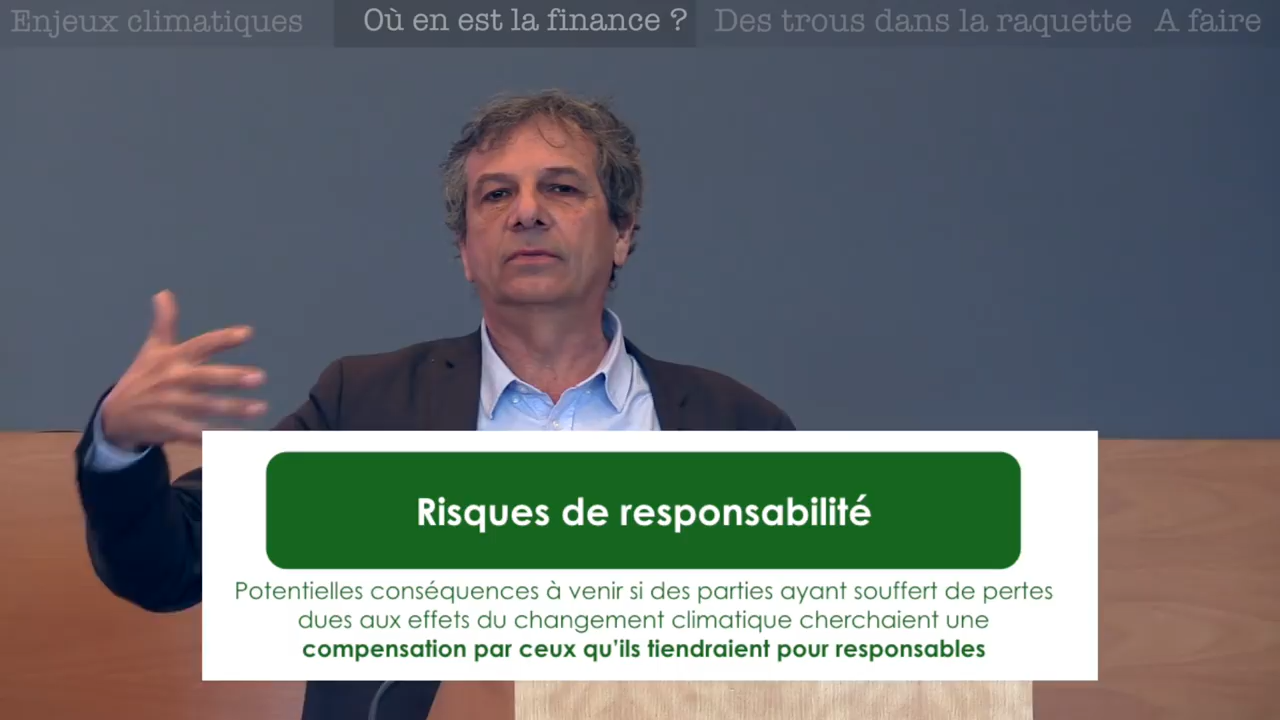 Enjeux climatiques Où en est la finance ? Des trous dans la raquette A faire
Risques de responsabilité
Potentielles conséquences à venir si des parties ayant souffert de pertes
dues aux effets du changement climatique cherchaient une
compensation par ceux qu'ils tiendraient pour responsables